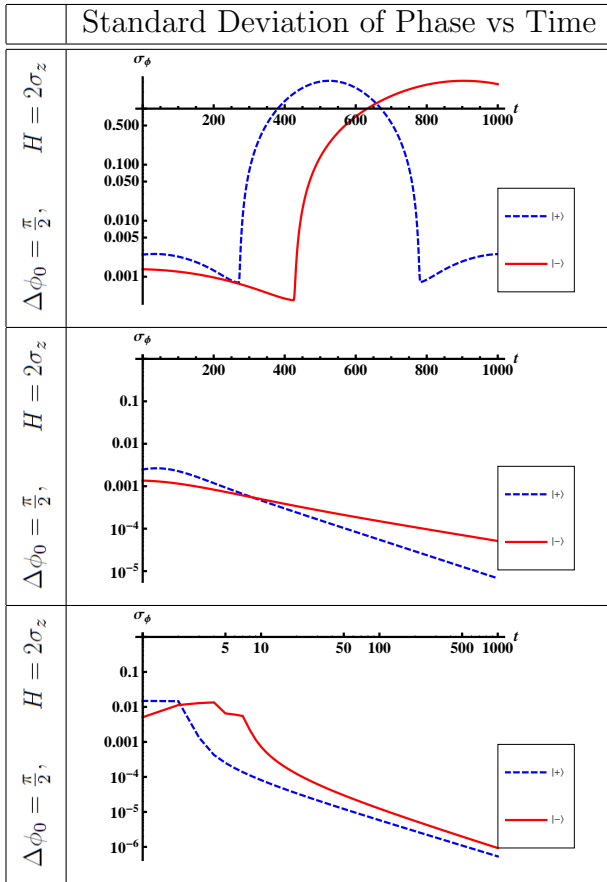 Standard Deviation of Phase vs Time
Δϕ₀ = π/2, H = 2σ_z
σ_ϕ
t
200 400 600 800 1000
0.500
0.100
0.050
0.010
0.005
0.001
|+⟩
|−⟩
Δϕ₀ = π/2, H = 2σ_z
σ_ϕ
t
200 400 600 800 1000
0.1
0.01
0.001
10⁻⁴
10⁻⁵
|+⟩
|−⟩
Δϕ₀ = π/2, H = 2σ_z
σ_ϕ
t
5 10 50 100 500 1000
0.1
0.01
0.001
10⁻⁴
10⁻⁵
10⁻⁶
|+⟩
|−⟩